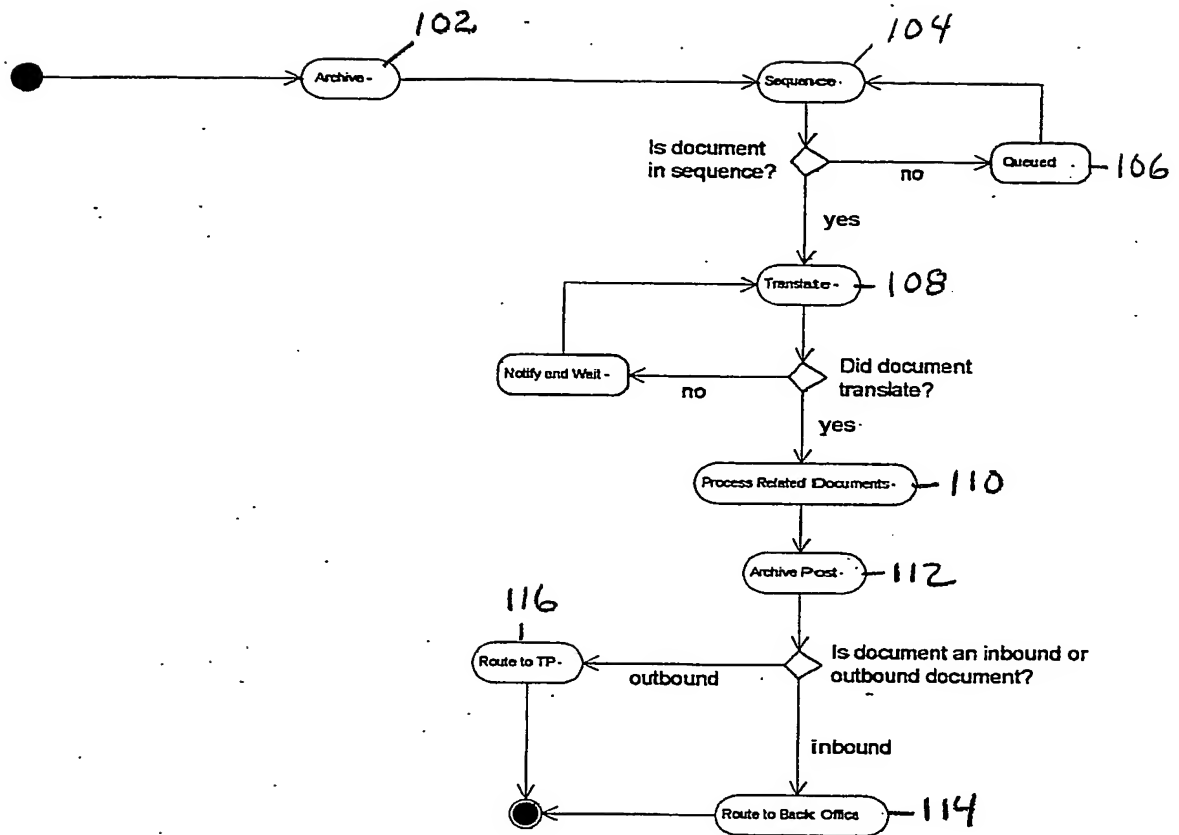 102
104
Archive -
Sequence -
Is document
in sequence?
no
Queued
106
yes
Translate -
108
Notify and Wait -
no
Did document
translate?
yes
Process Related Documents -
110
Archive Post -
112
116
Route to TP -
outbound
Is document an inbound or
outbound document?
inbound
Route to Back Office
114